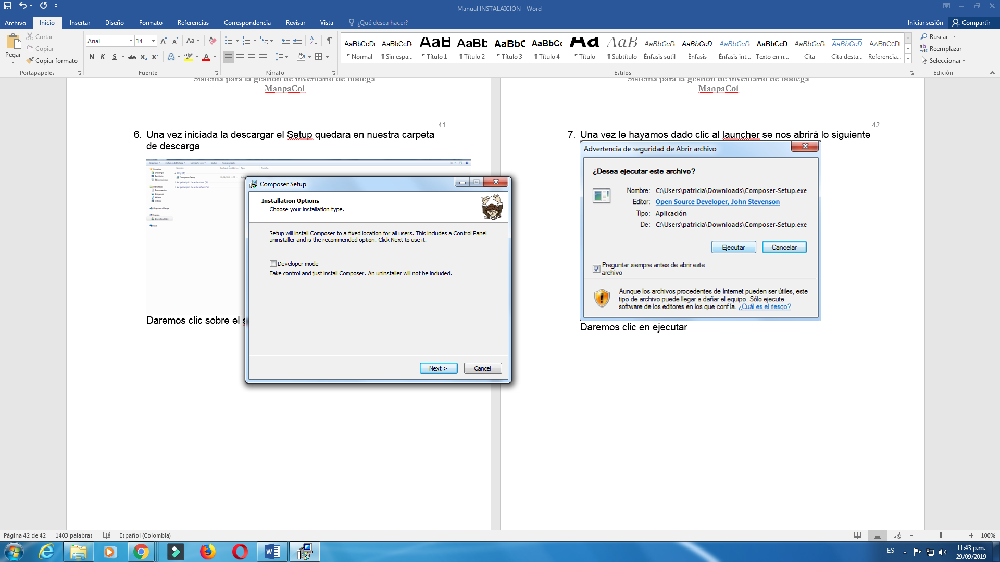 Manual INSTALAICIÒN - Word
Archivo Inicio Insertar Diseño Formato Referencias Correspondencia Revisar Vista ¿Qué desea hacer? Iniciar sesión Compartir
Pegar
Cortar
Copiar
Copiar formato
Portapapeles
Arial 14
Fuente
Párrafo
AaBbCcDc AaBbCcDc AaB AaBb AaBbC AaBbCc Aa AaB AaBbCcD AaBbCcD AaBbCcD AaBbCcD AaBbCcD AaBbCcD AaBbCcD
¶ Normal ¶ Sin espa... ¶ Título 1 ¶ Título 2 ¶ Título 3 ¶ Título 4 ¶ Título ¶ Subtítulo Énfasis sutil Énfasis Énfasis int... Texto en n... Cita Cita desta... Referencia...
Estilos
Buscar
Reemplazar
Seleccionar
Edición
Sistema para la gestion de inventario de bodega
ManpaCol
41
6. Una vez iniciada la descargar el Setup quedara en nuestra carpeta
de descarga
Daremos clic sobre el s
Composer Setup
Installation Options
Choose your installation type.
Setup will install Composer to a fixed location for all users. This includes a Control Panel
uninstaller and is the recommended option. Click Next to use it.
Developer mode
Take control and just install Composer. An uninstaller will not be included.
Next > Cancel
Sistema para la gestion de inventario de bodega
ManpaCol
42
7. Una vez le hayamos dado clic al launcher se nos abrirá lo siguiente
Advertencia de seguridad de Abrir archivo
¿Desea ejecutar este archivo?
Nombre: C:\Users\patricia\Downloads\Composer-Setup.exe
Editor: Open Source Developer, John Stevenson
Tipo: Aplicación
De: C:\Users\patricia\Downloads\Composer-Setup.exe
Ejecutar Cancelar
Preguntar siempre antes de abrir este
archivo
Aunque los archivos procedentes de Internet pueden ser útiles, este
tipo de archivo puede llegar a dañar el equipo. Sólo ejecute
software de los editores en los que confía. ¿Cuál es el riesgo?
Daremos clic en ejecutar
Página 42 de 42 1403 palabras Español (Colombia) 100%
ES 11:43 p.m.
29/09/2019